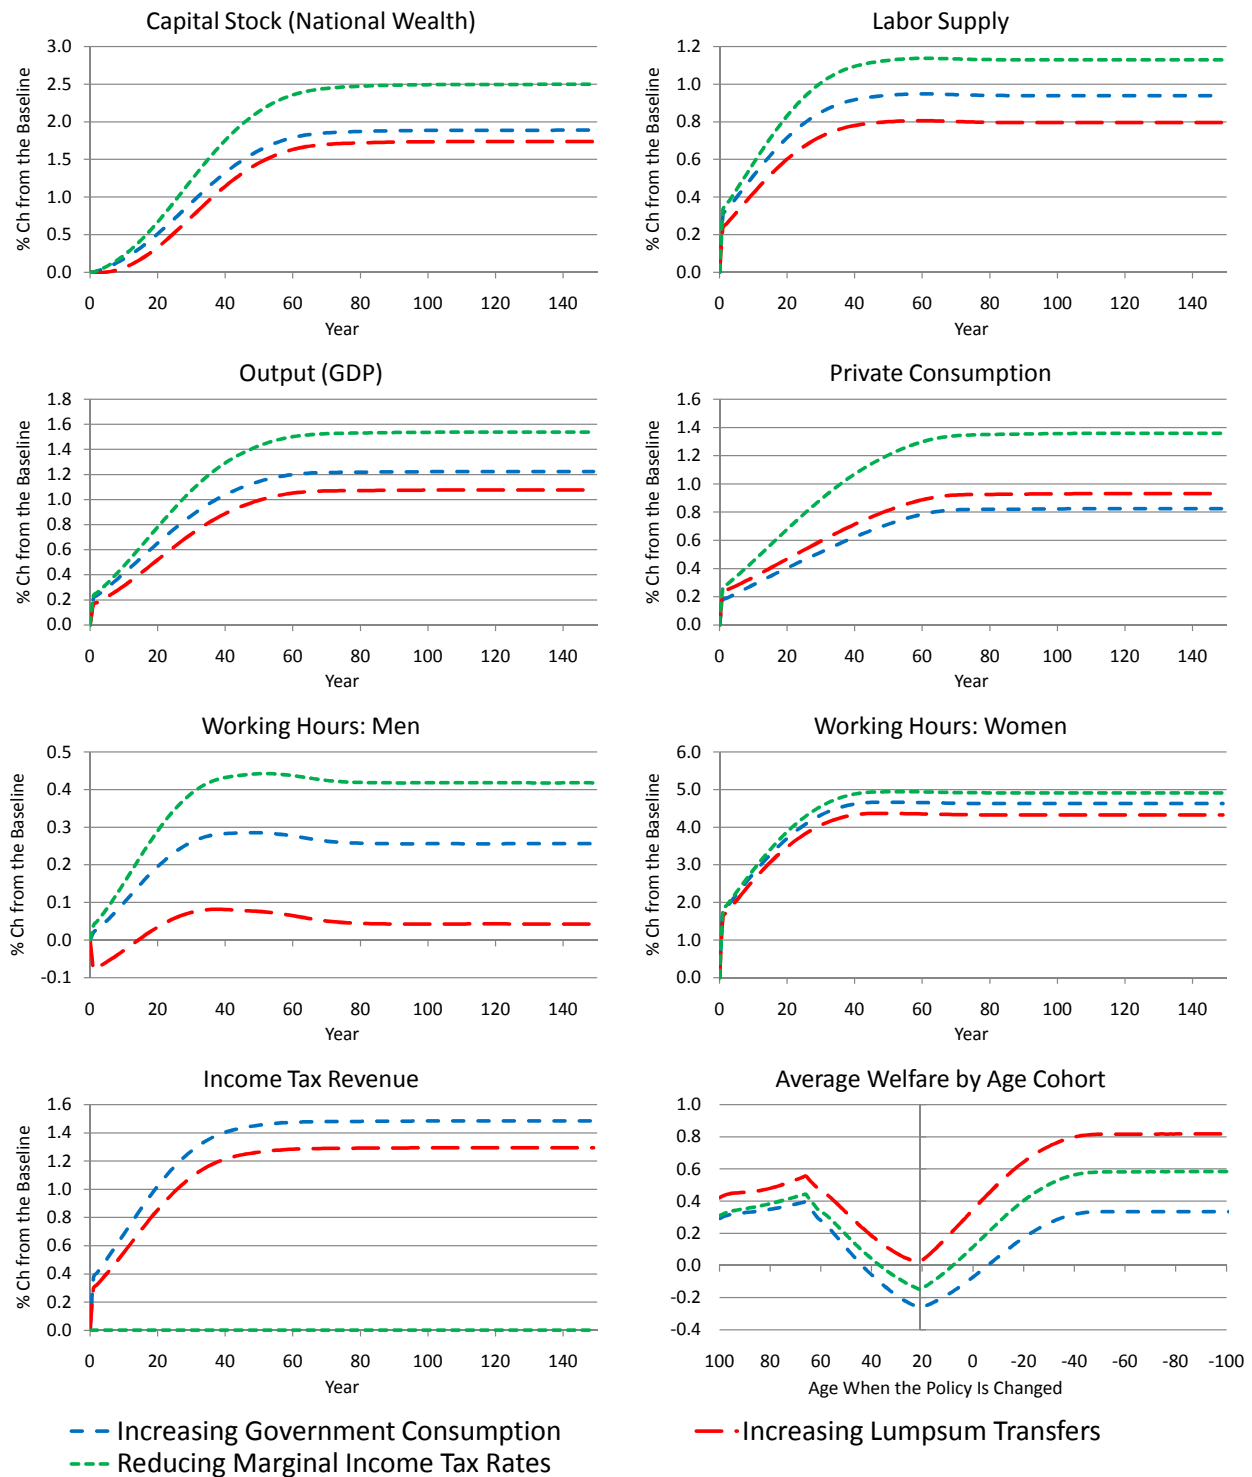 Capital Stock (National Wealth)
% Ch from the Baseline
3.0
2.5
2.0
1.5
1.0
0.5
0.0
0 20 40 60 80 100 120 140
Year
Labor Supply
% Ch from the Baseline
1.2
1.0
0.8
0.6
0.4
0.2
0.0
0 20 40 60 80 100 120 140
Year
Output (GDP)
% Ch from the Baseline
1.8
1.6
1.4
1.2
1.0
0.8
0.6
0.4
0.2
0.0
0 20 40 60 80 100 120 140
Year
Private Consumption
% Ch from the Baseline
1.6
1.4
1.2
1.0
0.8
0.6
0.4
0.2
0.0
0 20 40 60 80 100 120 140
Year
Working Hours: Men
% Ch from the Baseline
0.5
0.4
0.3
0.2
0.1
0.0
-0.1
0 20 40 60 80 100 120 140
Year
Working Hours: Women
% Ch from the Baseline
6.0
5.0
4.0
3.0
2.0
1.0
0.0
0 20 40 60 80 100 120 140
Year
Income Tax Revenue
% Ch from the Baseline
1.6
1.4
1.2
1.0
0.8
0.6
0.4
0.2
0.0
0 20 40 60 80 100 120 140
Year
Average Welfare by Age Cohort
% Ch from the Baseline
1.0
0.8
0.6
0.4
0.2
0.0
-0.2
-0.4
100 80 60 40 20 0 -20 -40 -60 -80 -100
Age When the Policy Is Changed
Increasing Government Consumption
Increasing Lumpsum Transfers
Reducing Marginal Income Tax Rates